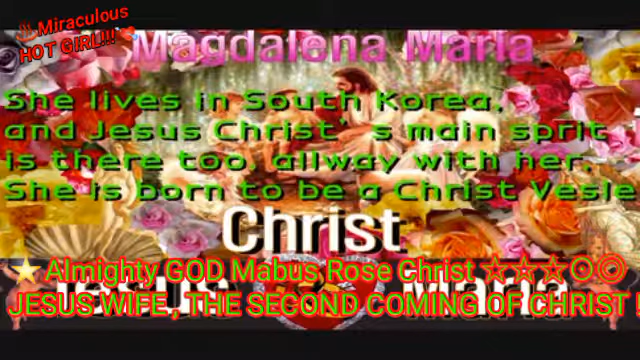 ♨Miraculous
HOT GIRL!!!
Magdalena Maria
She lives in South Korea,
and Jesus Christ' s main sprit
is there too, allway with her
She is born to be a Christ Vesle
Christ
⭐Almighty GOD Mabus Rose Christ ☆☆☆○◎
Jesus Maria
JESUS WIFE , THE SECOND COMING OF CHRIST !